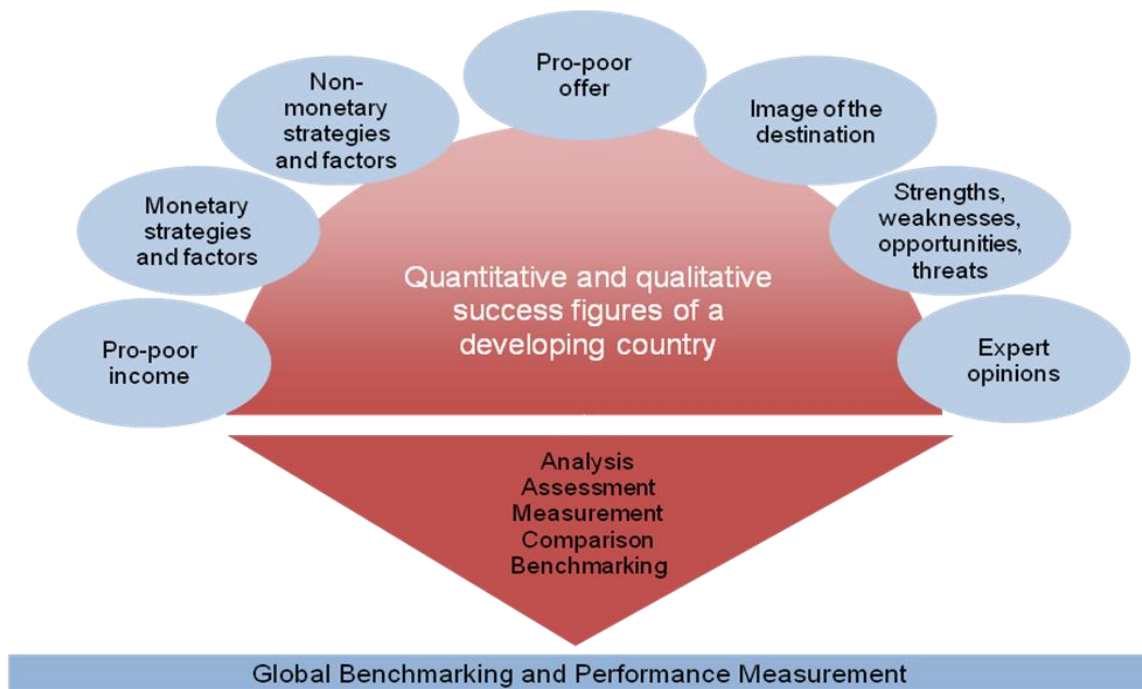 Pro-poor
offer
Non-
monetary
strategies
and factors
Image of the
destination
Monetary
strategies
and factors
Strengths,
weaknesses,
opportunities,
threats
Quantitative and qualitative
success figures of a
developing country
Pro-poor
income
Expert
opinions
Analysis
Assessment
Measurement
Comparison
Benchmarking
Global Benchmarking and Performance Measurement